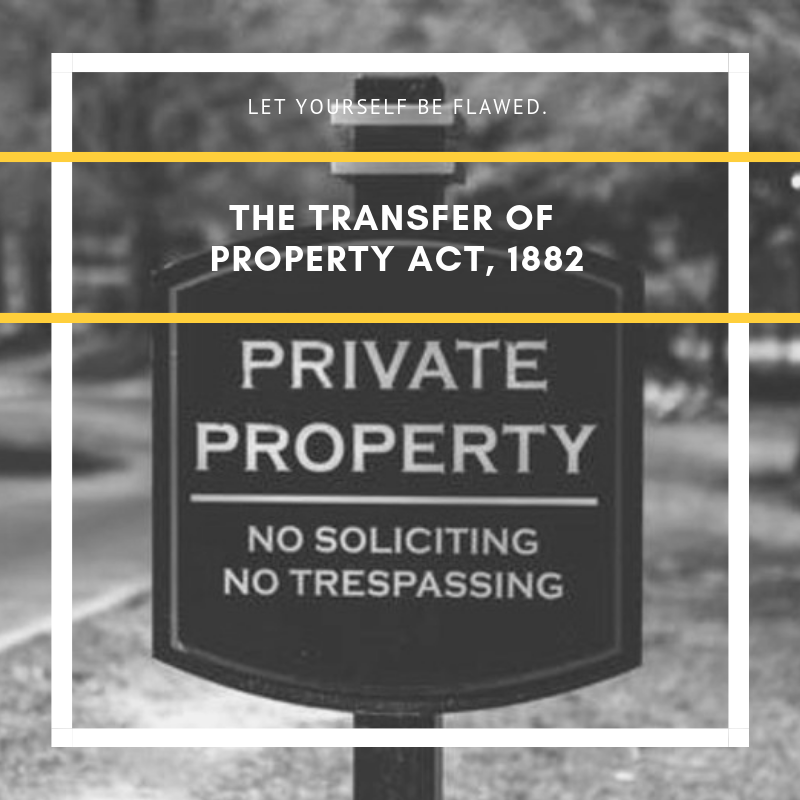 LET YOURSELF BE FLAWED.
THE TRANSFER OF
PROPERTY ACT, 1882
PRIVATE
PROPERTY
NO SOLICITING
NO TRESPASSING